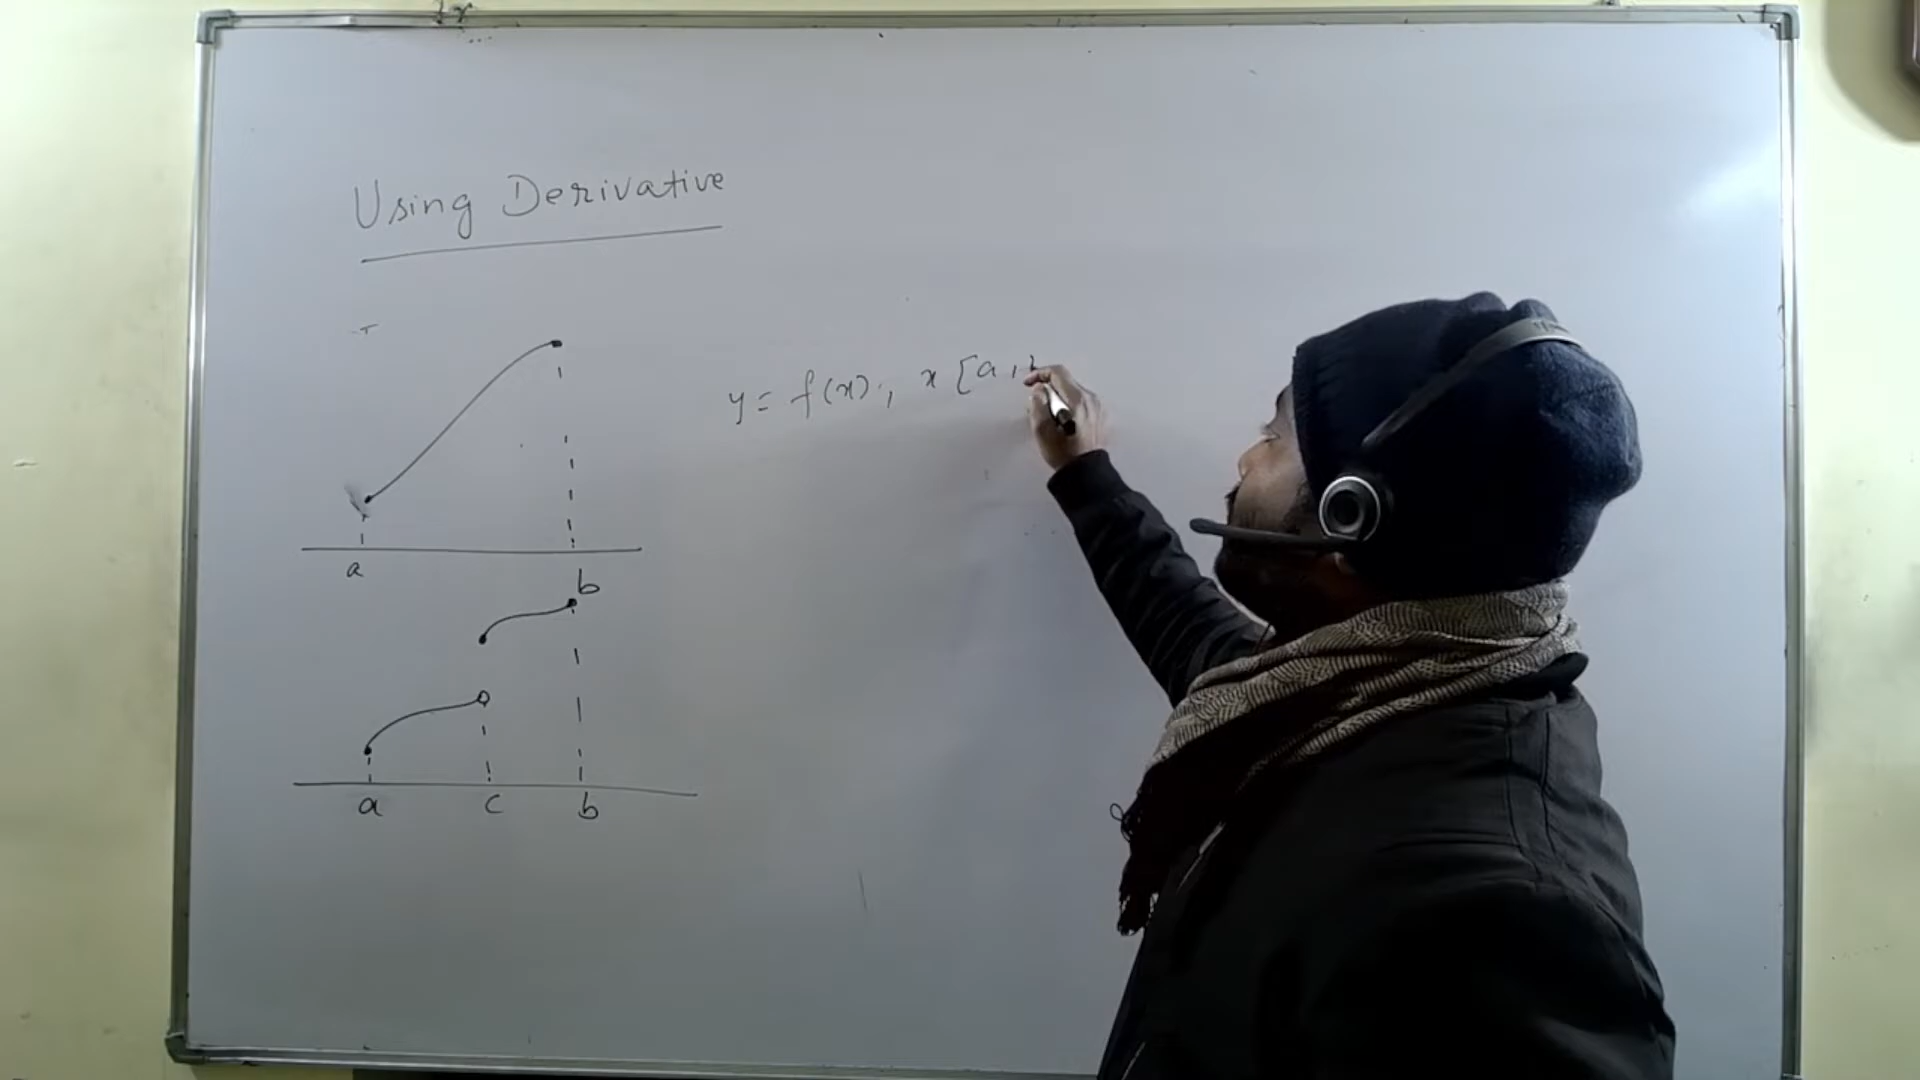 Using Derivative
y = f(x) ; x [a, b
a
b
a c b